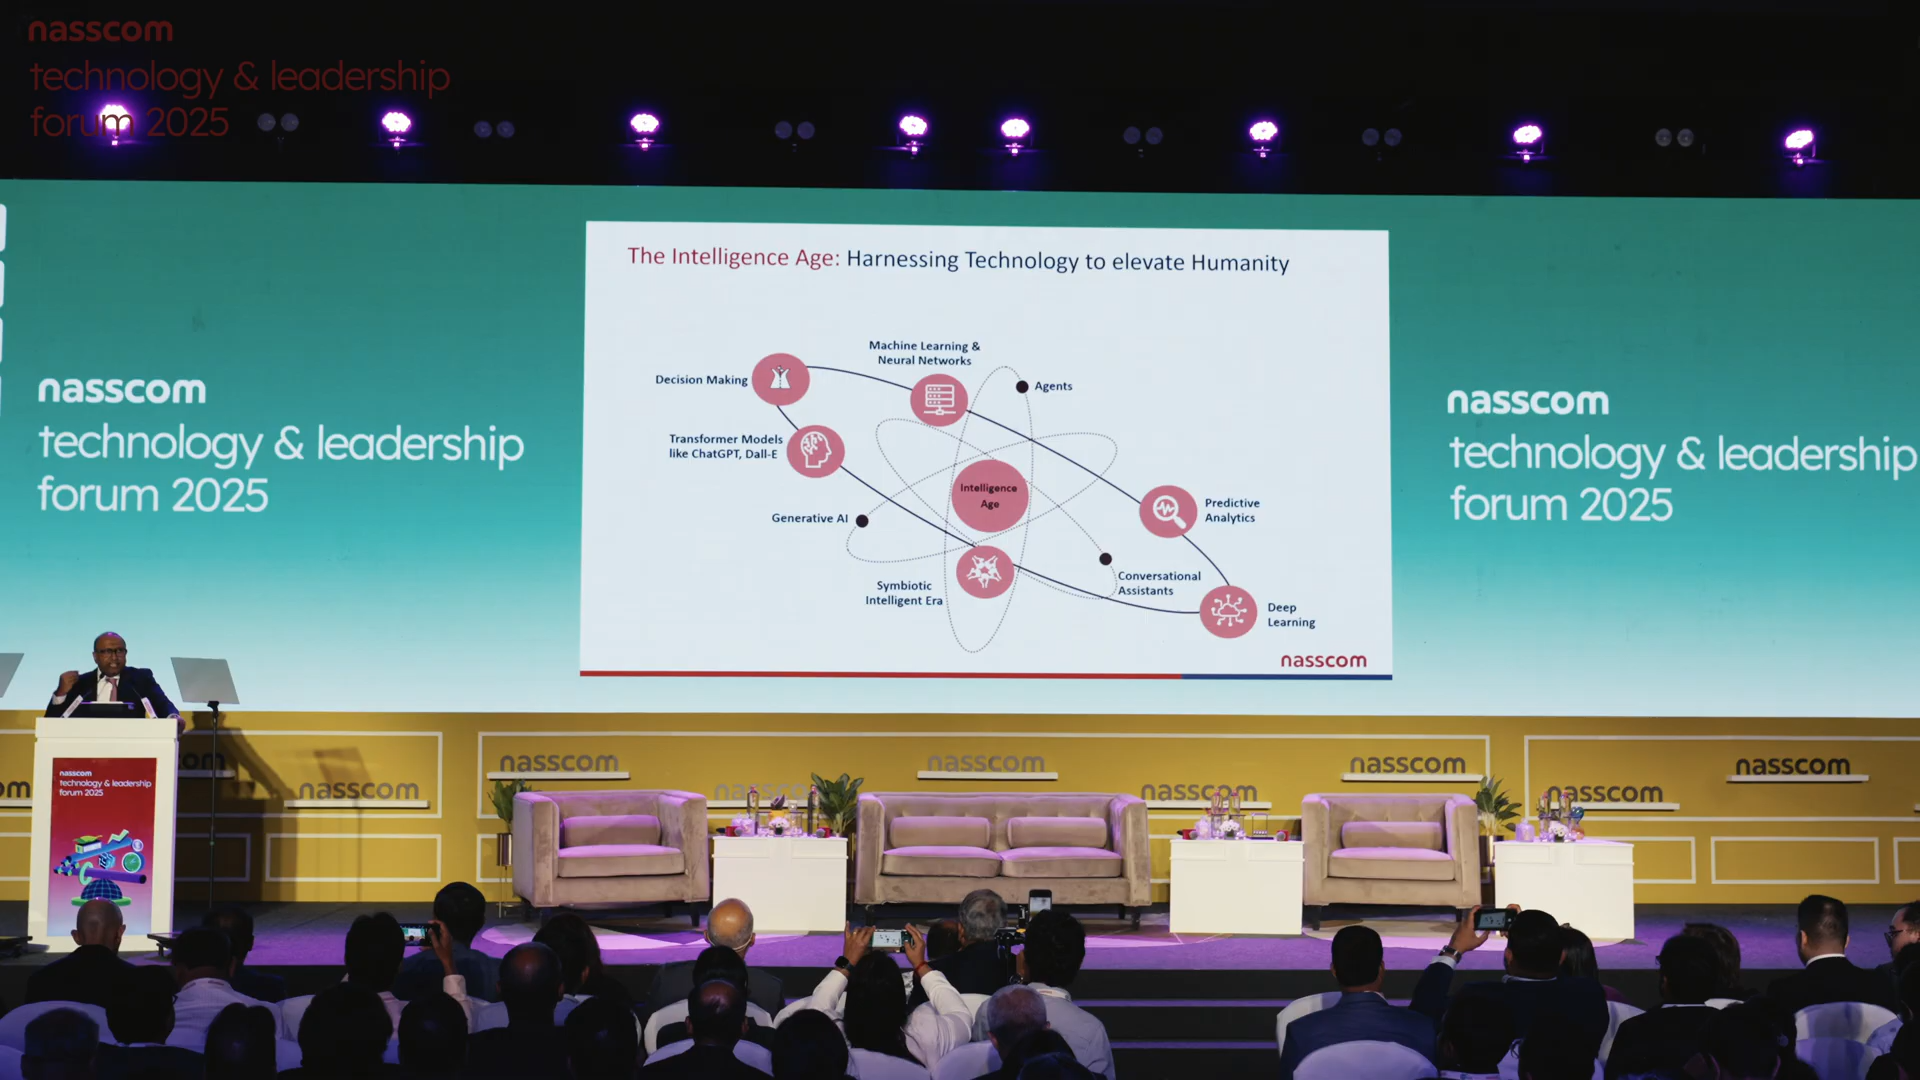 nasscom
technology & leadership
forum 2025
The Intelligence Age: Harnessing Technology to elevate Humanity
Machine Learning &
Neural Networks
Decision Making
Agents
Transformer Models
like ChatGPT, Dall-E
Intelligence
Age
Predictive
Analytics
Generative AI
Conversational
Assistants
Symbiotic
Intelligent Era
Deep
Learning
nasscom
nasscom
technology & leadership
forum 2025
nasscom
technology & leadership
forum 2025
nasscom
technology & leadership
forum 2025
om
om
nasscom
nasscom
nasscom
nasscom
nasscom
nasscom
nasscom
nasscom